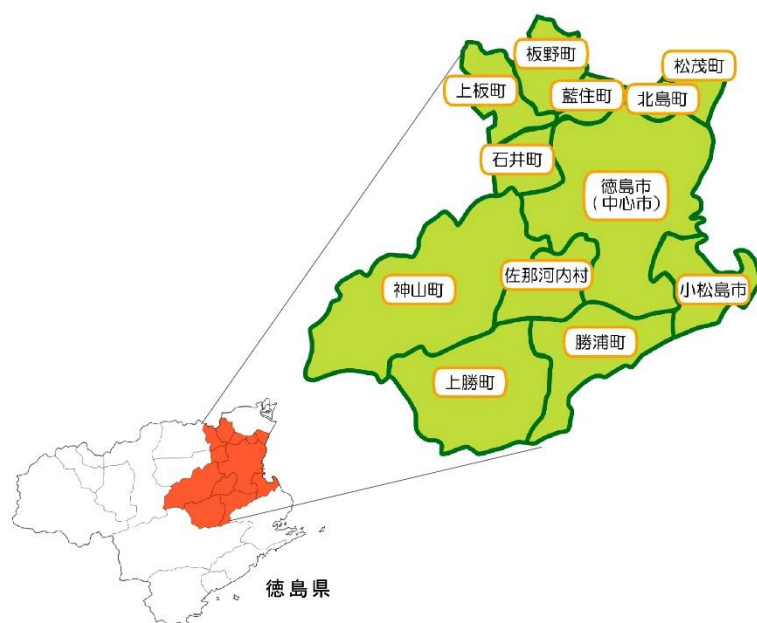 板野町
松茂町
上板町
藍住町
北島町
石井町
徳島市
(中心市)
佐那河内村
神山町
小松島市
勝浦町
上勝町
徳島県